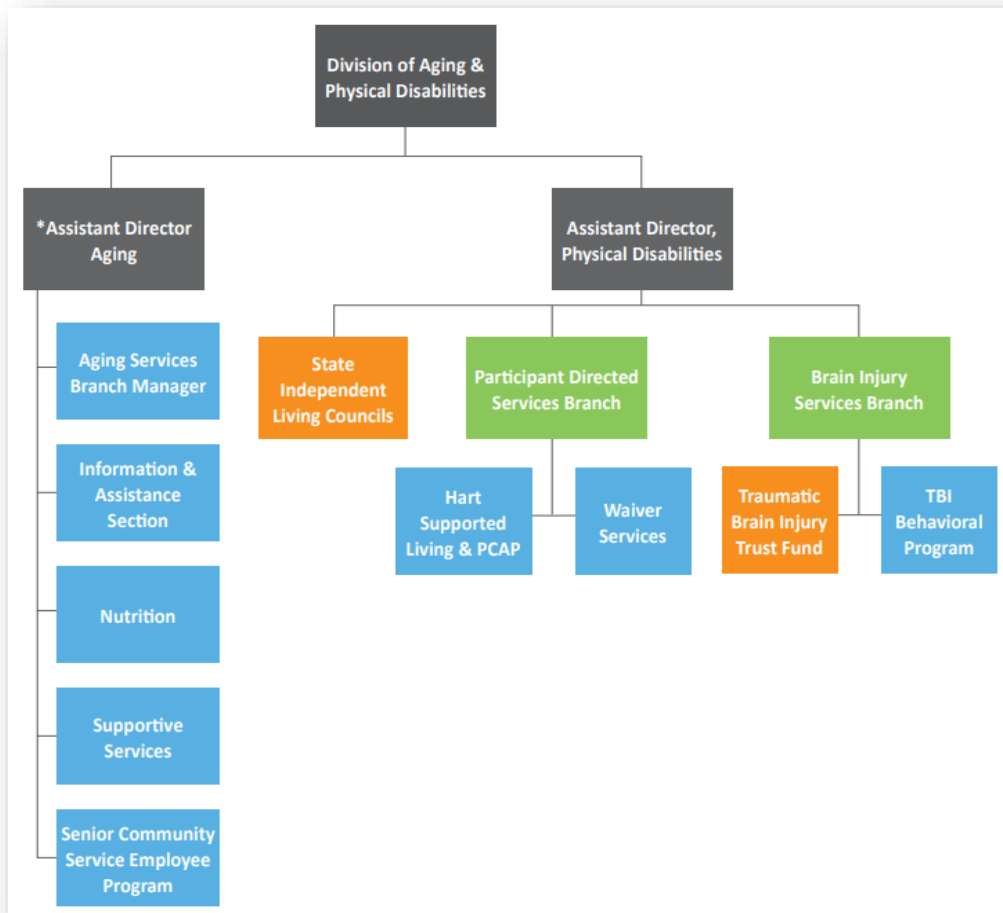 Division of Aging &
Physical Disabilities
*Assistant Director
Aging
Assistant Director,
Physical Disabilities
Aging Services
Branch Manager
Information &
Assistance
Section
Nutrition
Supportive
Services
Senior Community
Service Employee
Program
State
Independent
Living Councils
Participant Directed
Services Branch
Brain Injury
Services Branch
Hart
Supported
Living & PCAP
Waiver
Services
Traumatic
Brain Injury
Trust Fund
TBI
Behavioral
Program